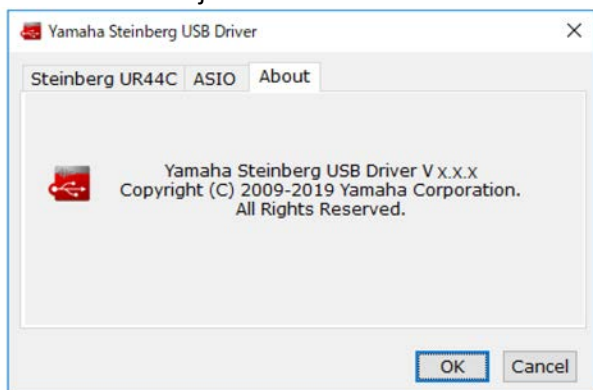 Yamaha Steinberg USB Driver
Steinberg UR44C ASIO About
Yamaha Steinberg USB Driver V x.x.x
Copyright (C) 2009-2019 Yamaha Corporation.
All Rights Reserved.
OK Cancel